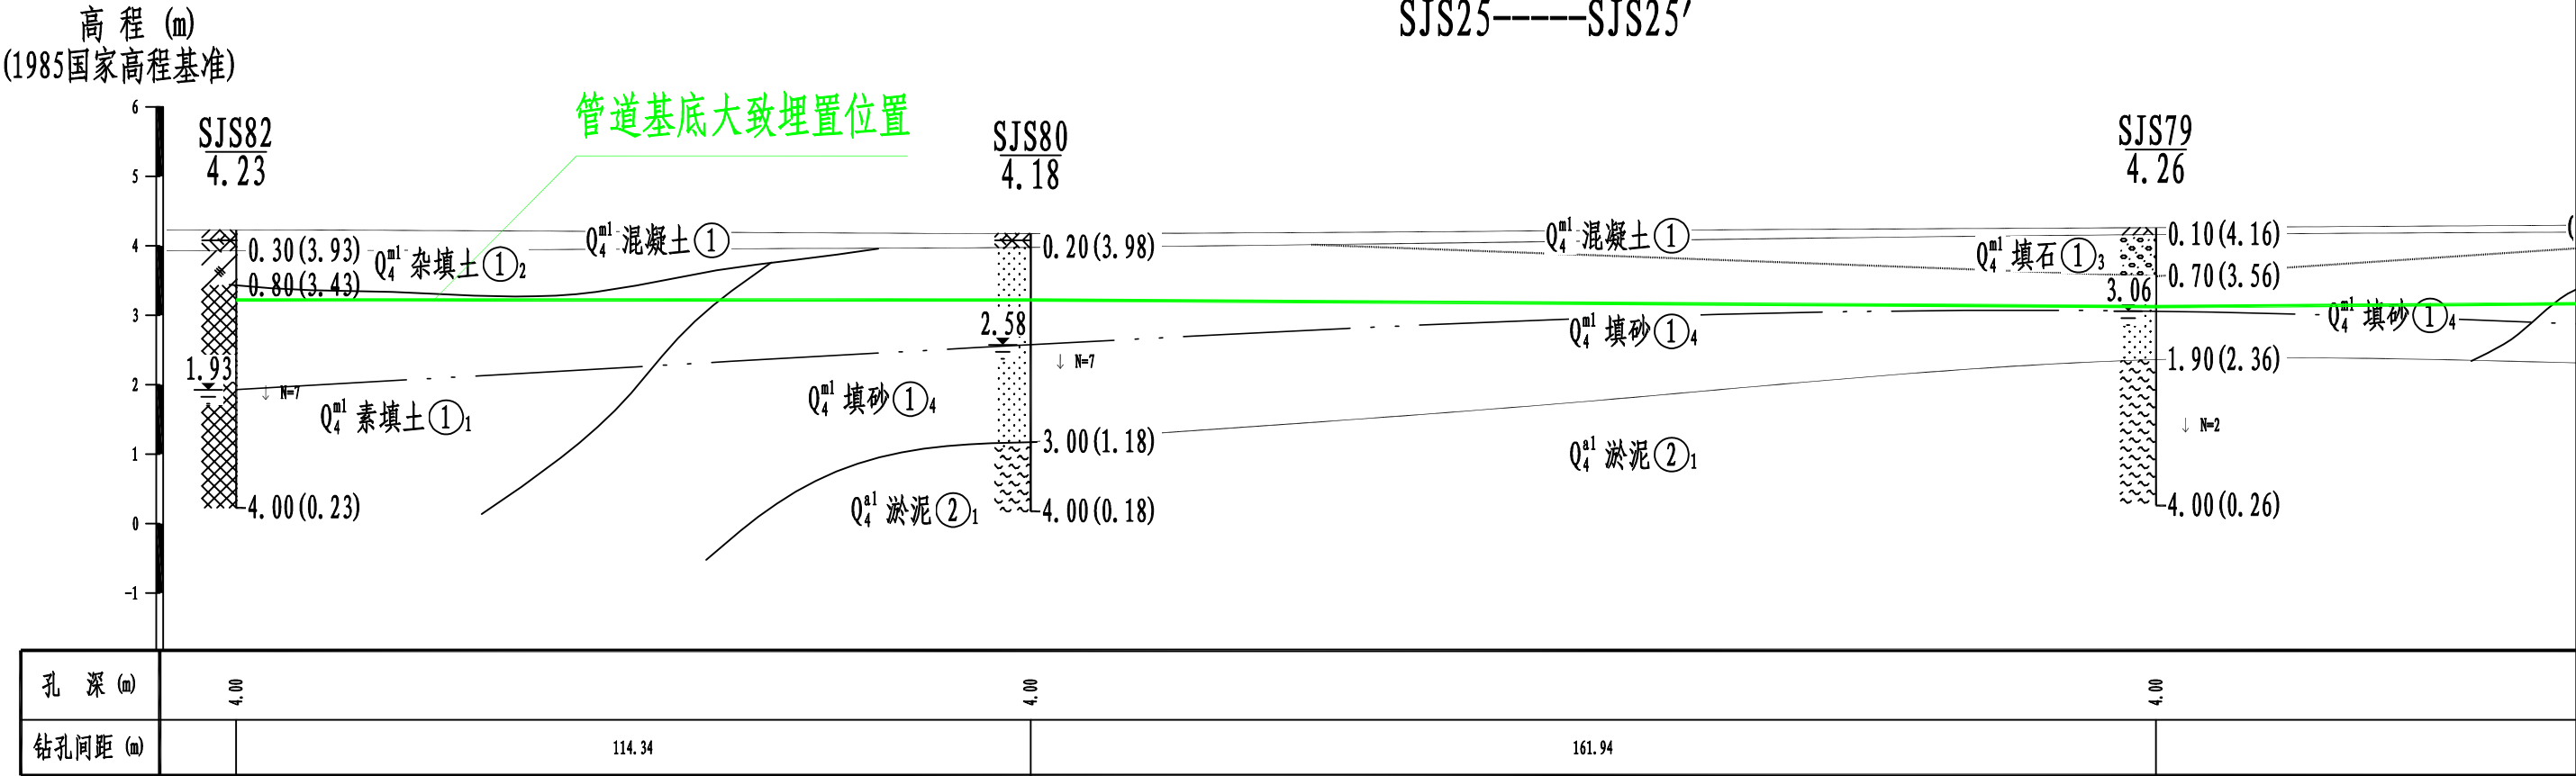 SJS25-----SJS25′
高 程 (m)
(1985国家高程基准)
管道基底大致埋置位置
6
5
4
3
2
1
0
-1
SJS82
4.23
0.30(3.93)
0.80(3.43)
1.93
N=7
4.00(0.23)
Q4ml 杂填土①2
Q4ml 混凝土①
Q4ml 素填土①1
SJS80
4.18
0.20(3.98)
2.58
N=7
3.00(1.18)
4.00(0.18)
Q4ml 填砂①4
Q4al 淤泥②1
Q4ml 混凝土①
Q4ml 填砂①4
Q4al 淤泥②1
Q4ml 填石①3
SJS79
4.26
0.10(4.16)
0.70(3.56)
3.06
1.90(2.36)
N=2
4.00(0.26)
Q4ml 填砂①4
孔 深 (m)
4.00
4.00
4.00
钻孔间距 (m)
114.34
161.94